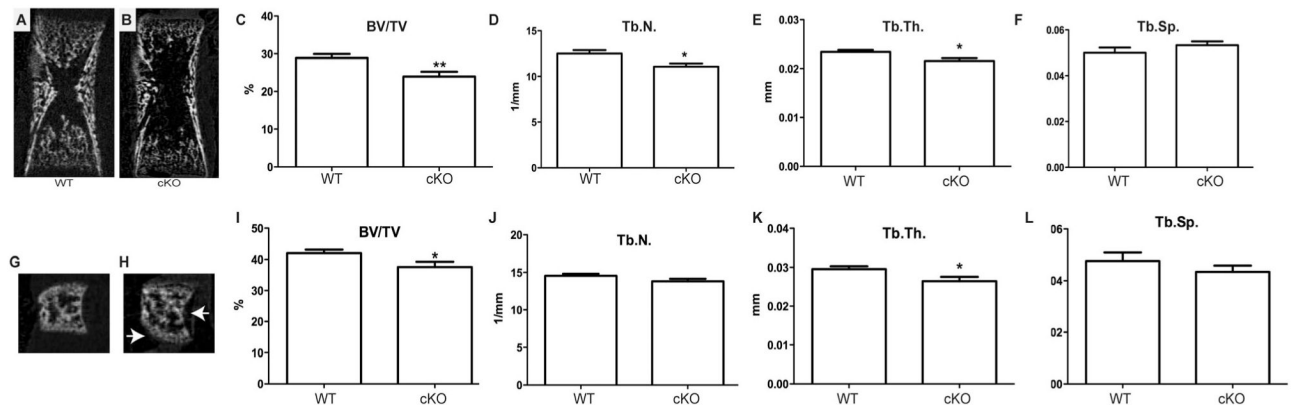 A
B
WT
cKO
C
BV/TV
40
30
20
10
0
%
WT
cKO
**
D
Tb.N.
15
10
5
0
1/mm
WT
cKO
*
E
Tb.Th.
0.03
0.02
0.01
0.00
mm
WT
cKO
*
F
Tb.Sp.
0.06
0.04
0.02
0.00
WT
cKO
G
H
I
BV/TV
50
40
30
20
10
0
%
WT
cKO
*
J
Tb.N.
20
15
10
5
0
1/mm
WT
cKO
K
Tb.Th.
0.04
0.03
0.02
0.01
0.00
mm
WT
cKO
*
L
Tb.Sp.
06
04
02
00
WT
cKO